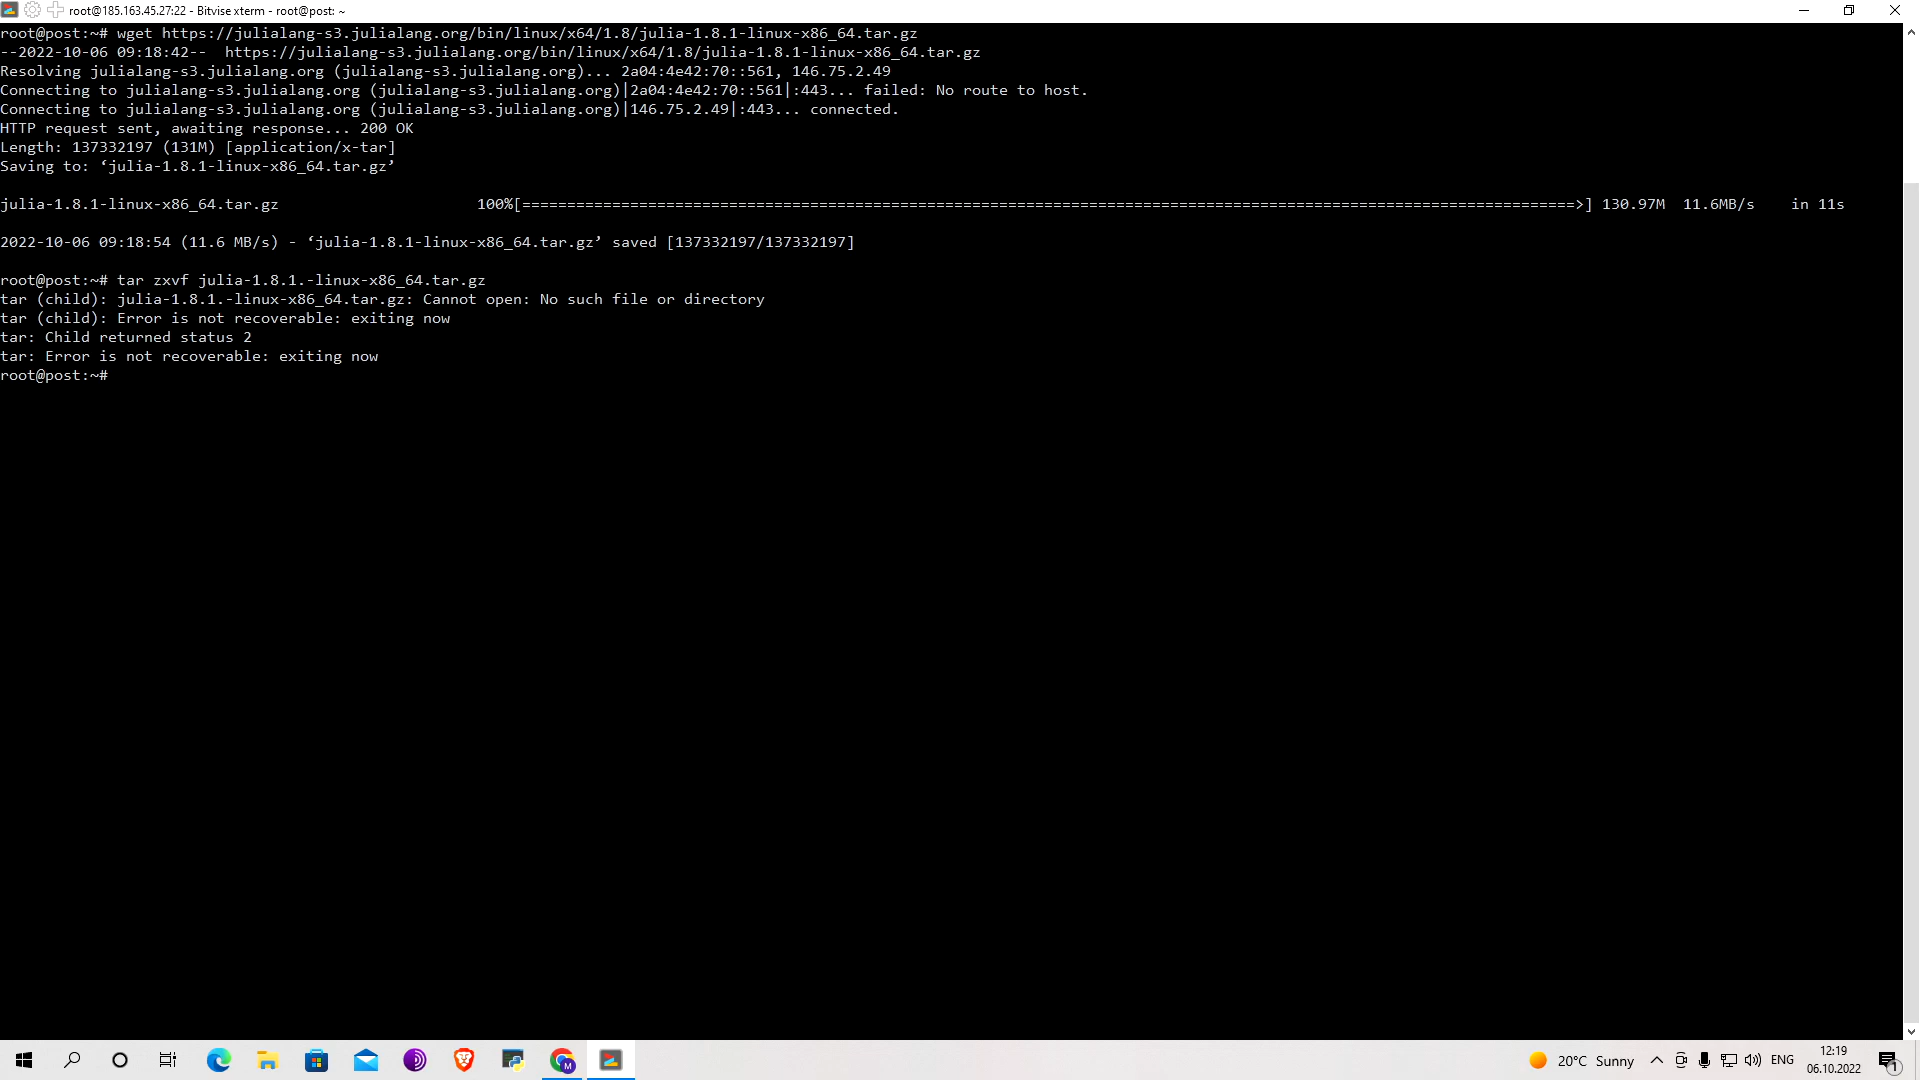 root@185.163.45.27:22 - Bitvise xterm - root@post: ~
root@post:~# wget https://julialang-s3.julialang.org/bin/linux/x64/1.8/julia-1.8.1-linux-x86_64.tar.gz
--2022-10-06 09:18:42--  https://julialang-s3.julialang.org/bin/linux/x64/1.8/julia-1.8.1-linux-x86_64.tar.gz
Resolving julialang-s3.julialang.org (julialang-s3.julialang.org)... 2a04:4e42:70::561, 146.75.2.49
Connecting to julialang-s3.julialang.org (julialang-s3.julialang.org)|2a04:4e42:70::561|:443... failed: No route to host.
Connecting to julialang-s3.julialang.org (julialang-s3.julialang.org)|146.75.2.49|:443... connected.
HTTP request sent, awaiting response... 200 OK
Length: 137332197 (131M) [application/x-tar]
Saving to: ‘julia-1.8.1-linux-x86_64.tar.gz’
julia-1.8.1-linux-x86_64.tar.gz 100%[=====================================================================================================================>] 130.97M 11.6MB/s in 11s
2022-10-06 09:18:54 (11.6 MB/s) - ‘julia-1.8.1-linux-x86_64.tar.gz’ saved [137332197/137332197]
root@post:~# tar zxvf julia-1.8.1.-linux-x86_64.tar.gz
tar (child): julia-1.8.1.-linux-x86_64.tar.gz: Cannot open: No such file or directory
tar (child): Error is not recoverable: exiting now
tar: Child returned status 2
tar: Error is not recoverable: exiting now
root@post:~#
20°C Sunny ENG 12:19
06.10.2022
M
1